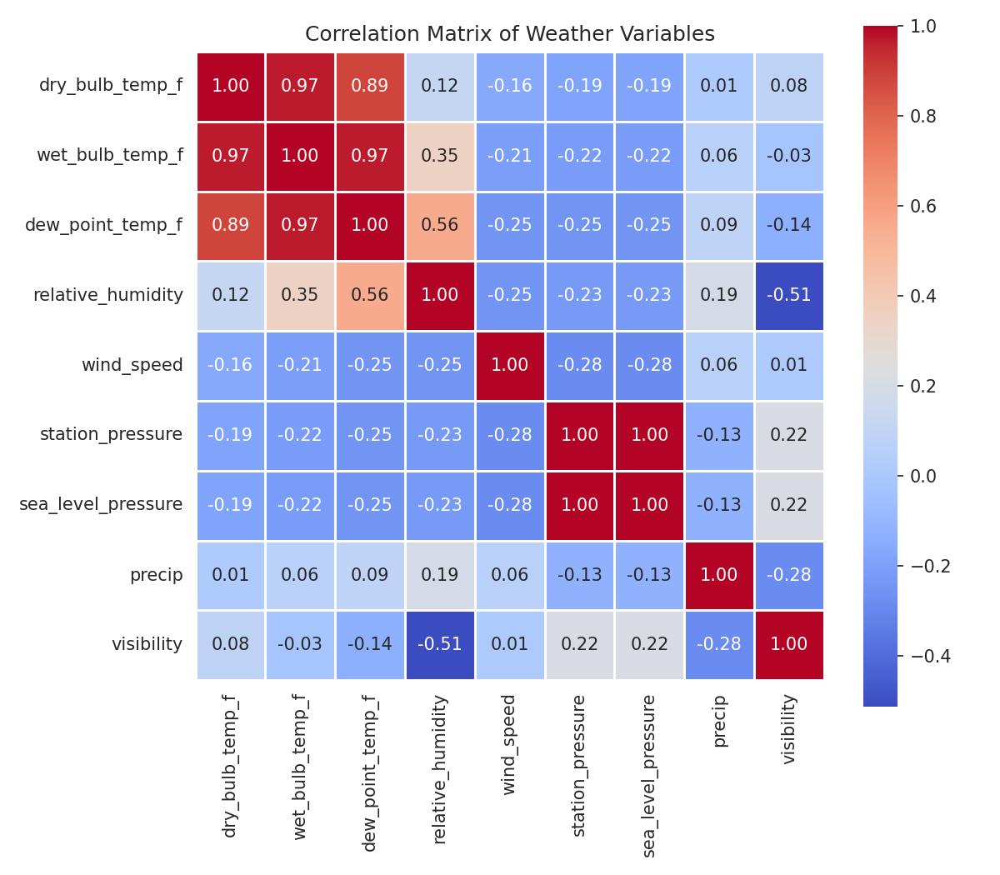 Correlation Matrix of Weather Variables
dry_bulb_temp_f 1.00 0.97 0.89 0.12 -0.16 -0.19 -0.19 0.01 0.08
wet_bulb_temp_f 0.97 1.00 0.97 0.35 -0.21 -0.22 -0.22 0.06 -0.03
dew_point_temp_f 0.89 0.97 1.00 0.56 -0.25 -0.25 -0.25 0.09 -0.14
relative_humidity 0.12 0.35 0.56 1.00 -0.25 -0.23 -0.23 0.19 -0.51
wind_speed -0.16 -0.21 -0.25 -0.25 1.00 -0.28 -0.28 0.06 0.01
station_pressure -0.19 -0.22 -0.25 -0.23 -0.28 1.00 1.00 -0.13 0.22
sea_level_pressure -0.19 -0.22 -0.25 -0.23 -0.28 1.00 1.00 -0.13 0.22
precip 0.01 0.06 0.09 0.19 0.06 -0.13 -0.13 1.00 -0.28
visibility 0.08 -0.03 -0.14 -0.51 0.01 0.22 0.22 -0.28 1.00
dry_bulb_temp_f
wet_bulb_temp_f
dew_point_temp_f
relative_humidity
wind_speed
station_pressure
sea_level_pressure
precip
visibility
1.0
0.8
0.6
0.4
0.2
0.0
−0.2
−0.4